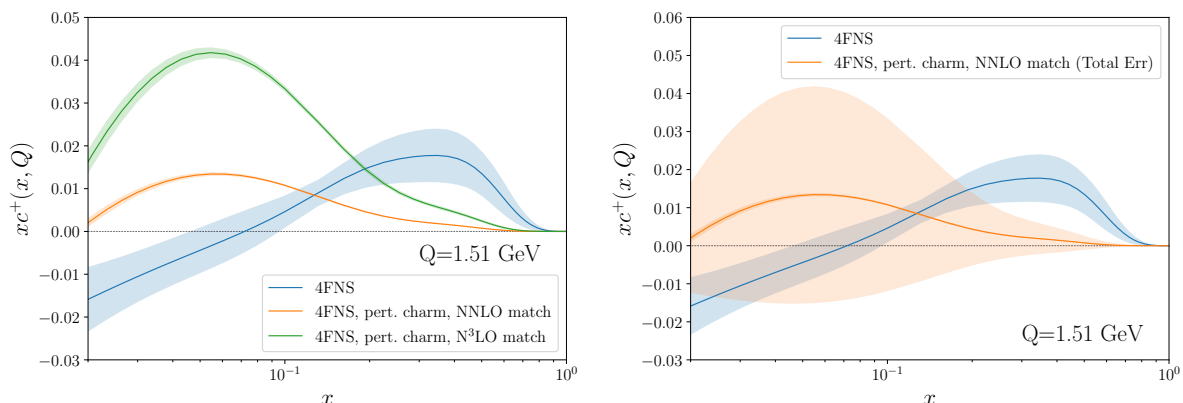 0.05
0.04
0.03
0.02
0.01
0.00
−0.01
−0.02
−0.03
xc⁺(x, Q)
Q=1.51 GeV
4FNS
4FNS, pert. charm, NNLO match
4FNS, pert. charm, N³LO match
10⁻¹
10⁰
x
0.06
0.05
0.04
0.03
0.02
0.01
0.00
−0.01
−0.02
−0.03
xc⁺(x, Q)
4FNS
4FNS, pert. charm, NNLO match (Total Err)
Q=1.51 GeV
10⁻¹
10⁰
x